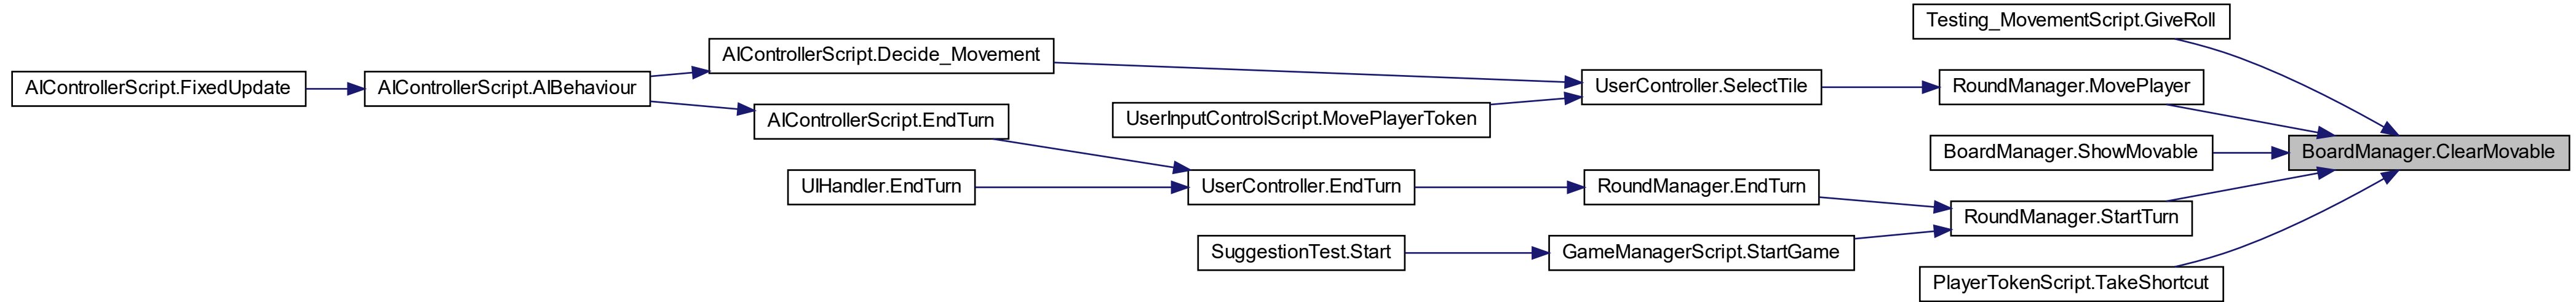 Testing_MovementScript.GiveRoll
AIControllerScript.Decide_Movement
AIControllerScript.FixedUpdate
AIControllerScript.AIBehaviour
UserController.SelectTile
RoundManager.MovePlayer
AIControllerScript.EndTurn
UserInputControlScript.MovePlayerToken
BoardManager.ShowMovable
BoardManager.ClearMovable
UIHandler.EndTurn
UserController.EndTurn
RoundManager.EndTurn
RoundManager.StartTurn
SuggestionTest.Start
GameManagerScript.StartGame
PlayerTokenScript.TakeShortcut